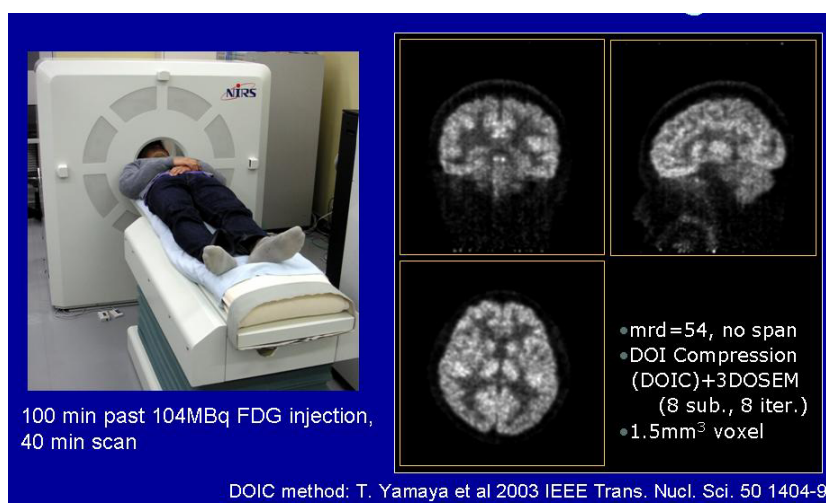 NIRS
100 min past 104MBq FDG injection,
40 min scan
•mrd=54, no span
•DOI Compression
(DOIC)+3DOSEM
(8 sub., 8 iter.)
•1.5mm³ voxel
DOIC method: T. Yamaya et al 2003 IEEE Trans. Nucl. Sci. 50 1404-9